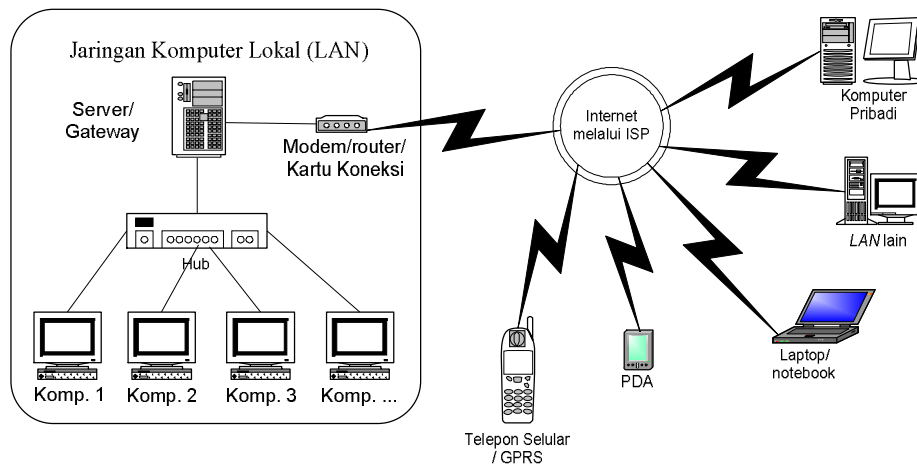 Jaringan Komputer Lokal (LAN)
Server/
Gateway
Modem/router/
Kartu Koneksi
Hub
Komp. 1
Komp. 2
Komp. 3
Komp. ...
Internet
melalui ISP
Komputer
Pribadi
LAN lain
Laptop/
notebook
PDA
Telepon Selular
/ GPRS